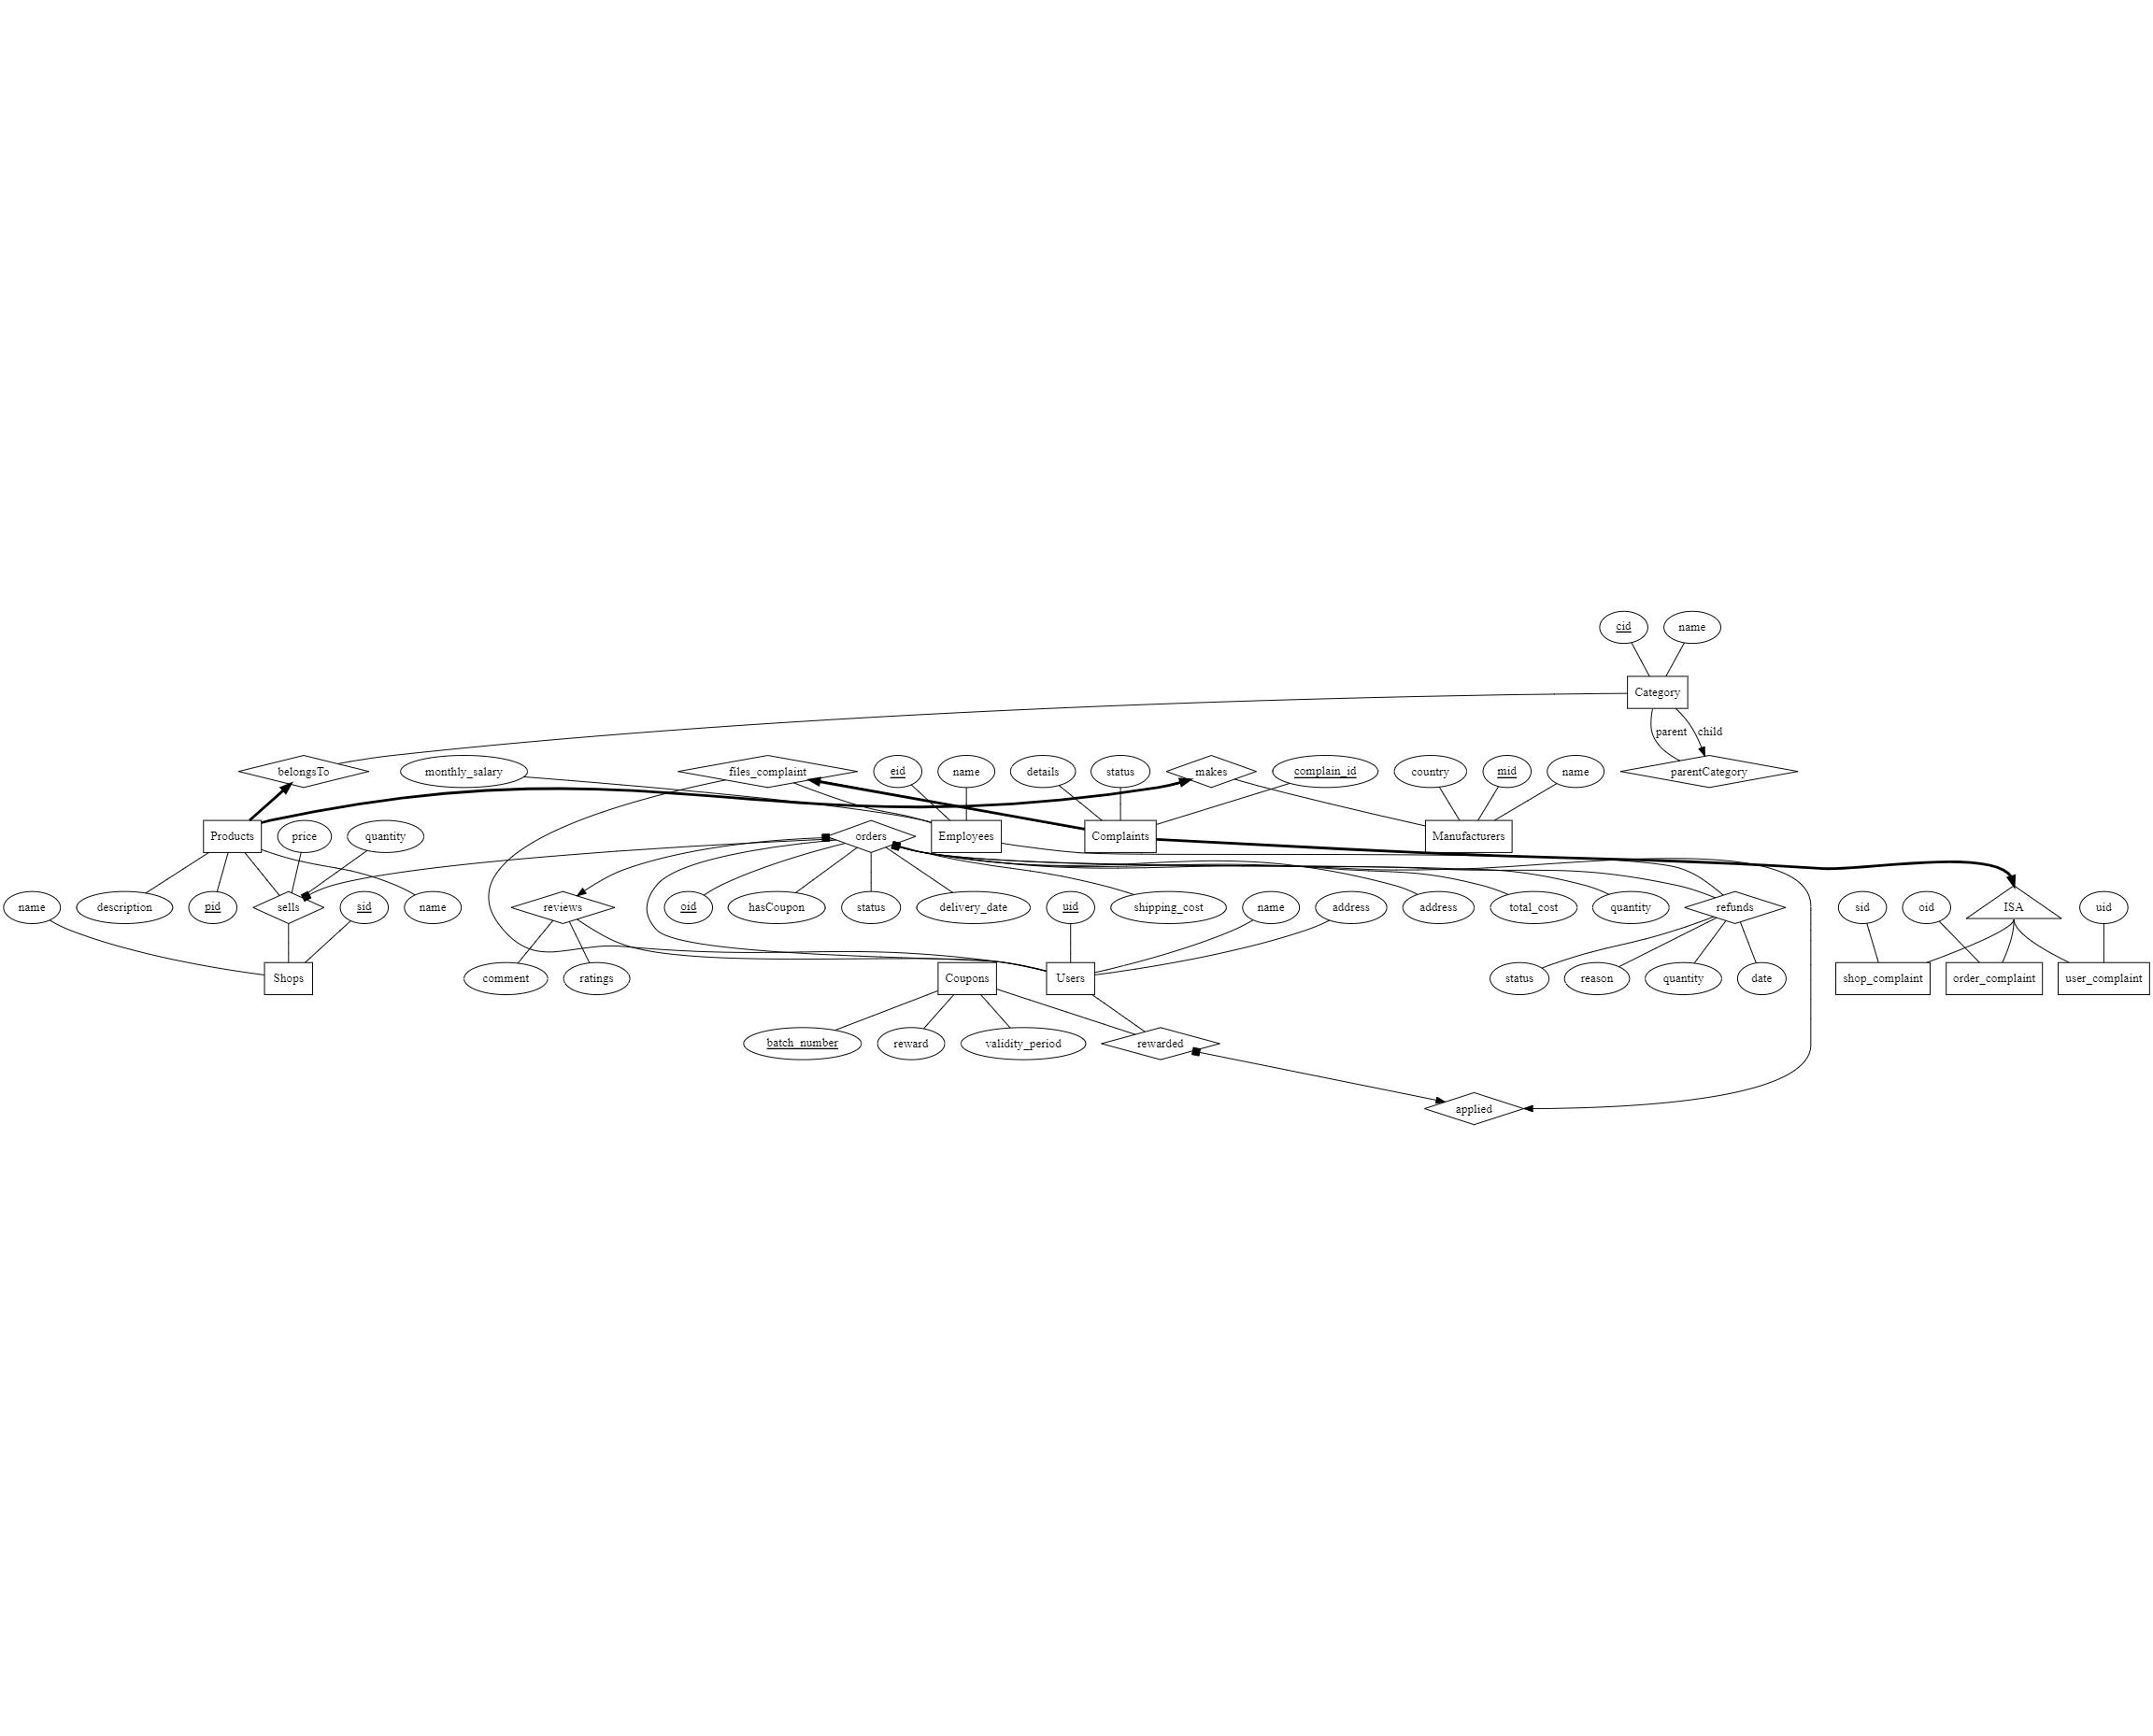 cid
name
Category
parent
child
belongsTo
monthly_salary
files_complaint
eid
name
details
status
makes
complain_id
country
mid
name
parentCategory
Products
price
quantity
orders
Employees
Complaints
Manufacturers
name
description
pid
sells
sid
name
reviews
oid
hasCoupon
status
delivery_date
uid
shipping_cost
name
address
address
total_cost
quantity
refunds
sid
oid
ISA
uid
Shops
comment
ratings
Coupons
Users
status
reason
quantity
date
shop_complaint
order_complaint
user_complaint
batch_number
reward
validity_period
rewarded
applied